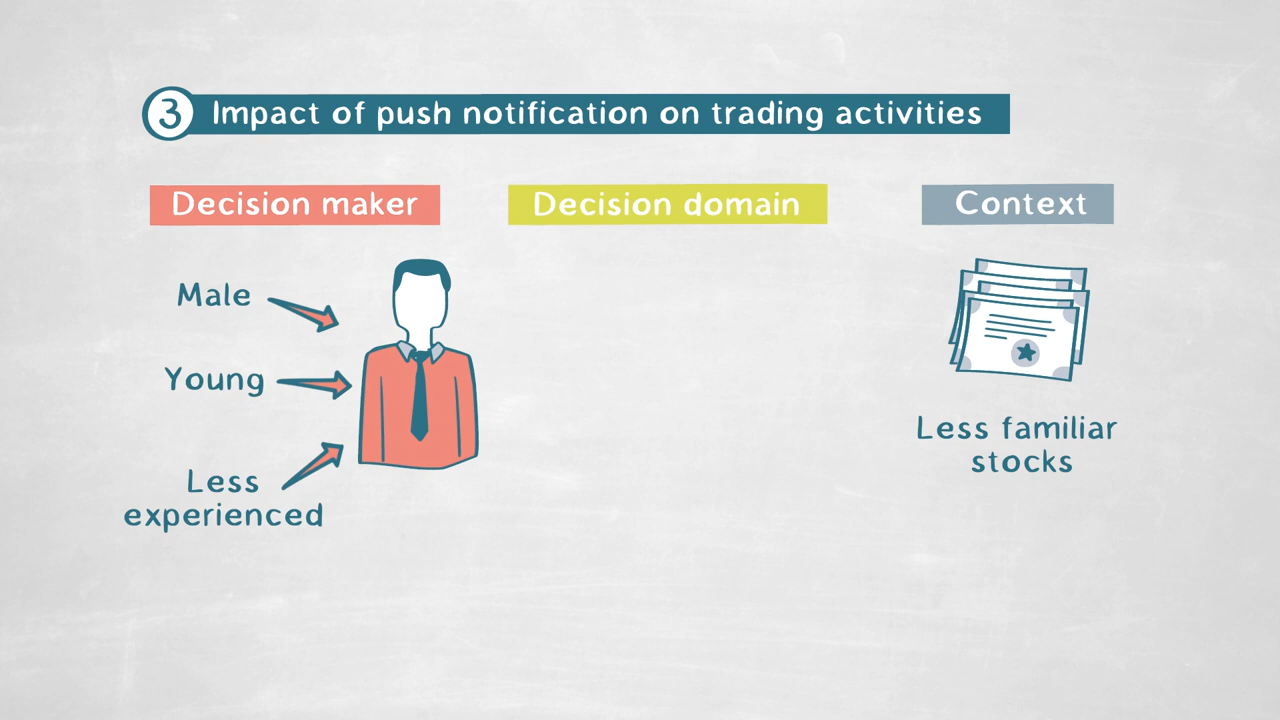 3 Impact of push notification on trading activities
Decision maker
Decision domain
Context
Male
Young
Less
experienced
Less familiar
stocks